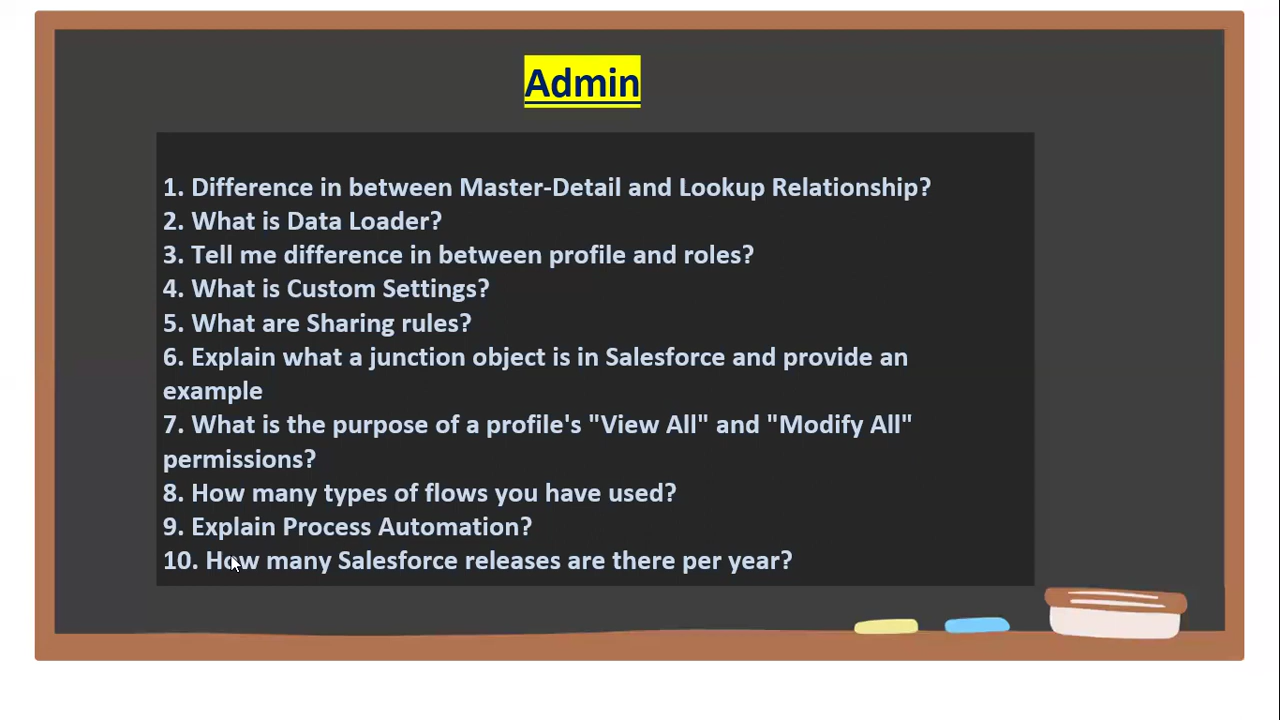 Admin
1. Difference in between Master-Detail and Lookup Relationship?
2. What is Data Loader?
3. Tell me difference in between profile and roles?
4. What is Custom Settings?
5. What are Sharing rules?
6. Explain what a junction object is in Salesforce and provide an
example
7. What is the purpose of a profile's "View All" and "Modify All"
permissions?
8. How many types of flows you have used?
9. Explain Process Automation?
10. How many Salesforce releases are there per year?